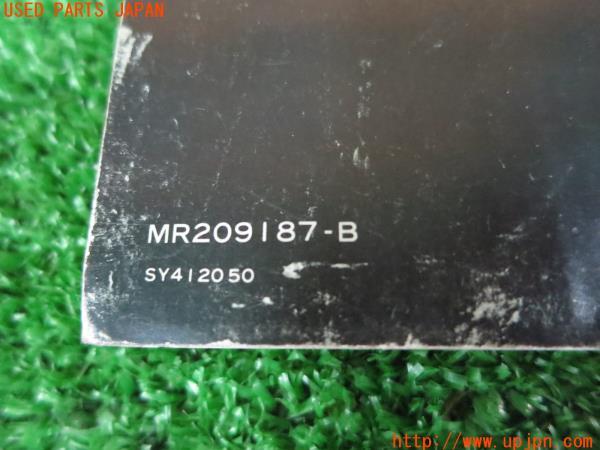 USED PARTS JAPAN
MR209187-B
SY412050
http://www.upjpn.com/